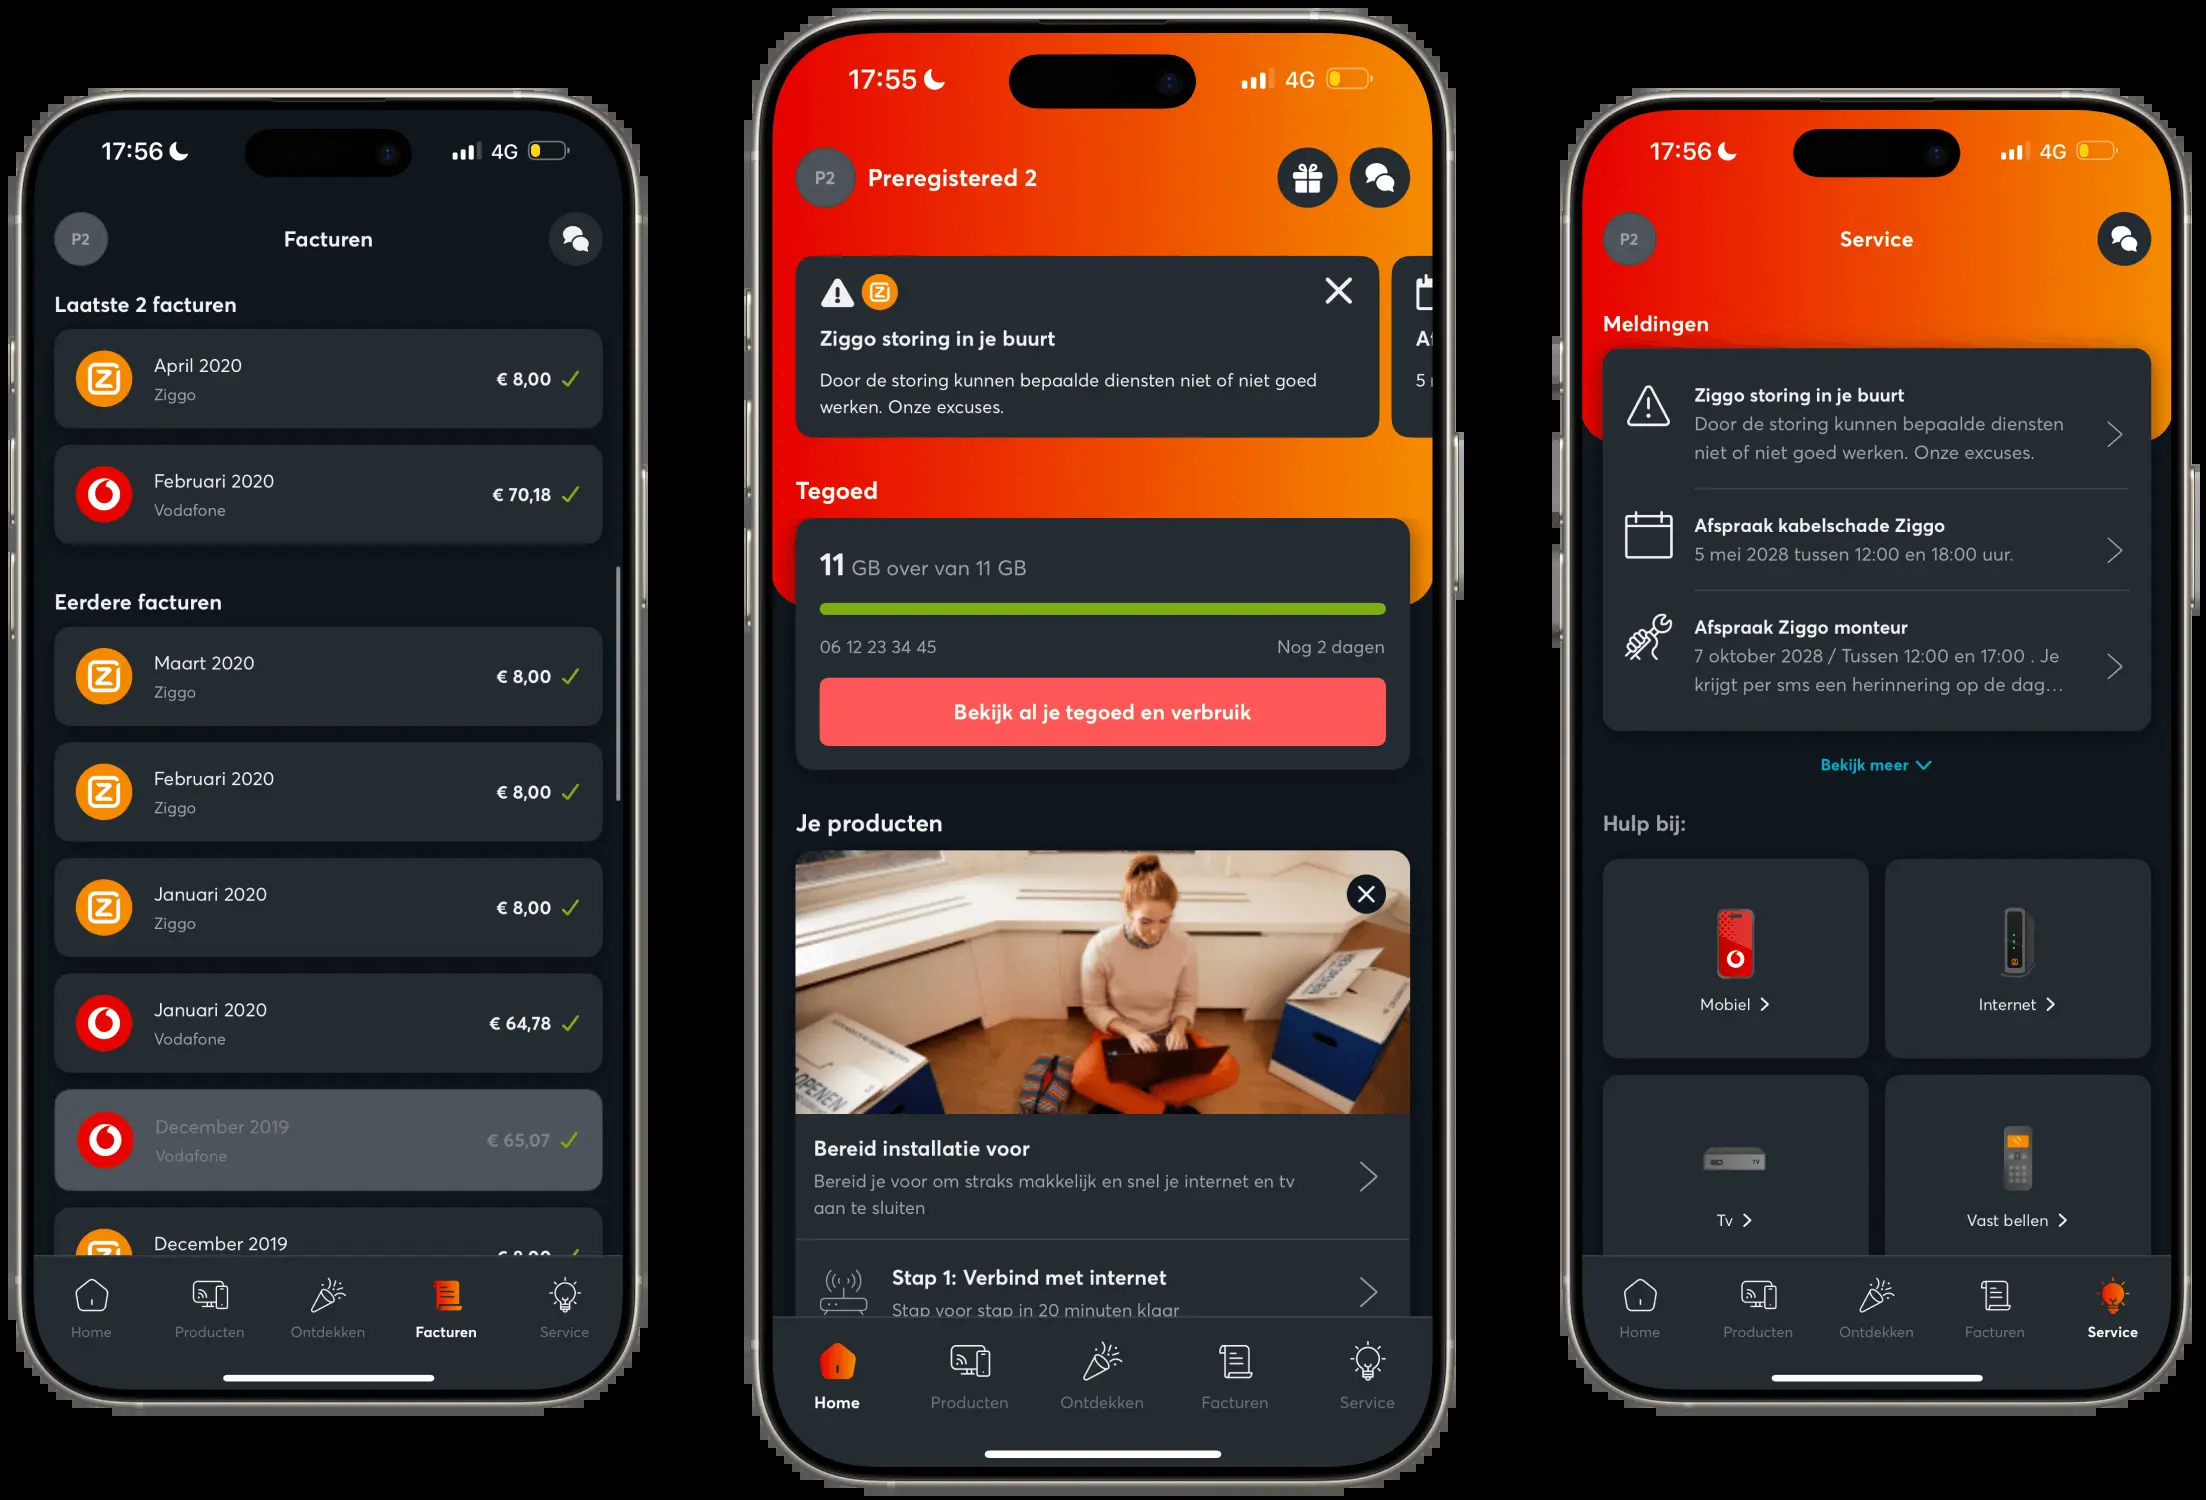 17:56
4G
P2
Facturen
Laatste 2 facturen
April 2020
€ 8,00
Ziggo
Februari 2020
€ 70,18
Vodafone
Eerdere facturen
Maart 2020
€ 8,00
Ziggo
Februari 2020
€ 8,00
Ziggo
Januari 2020
€ 8,00
Ziggo
Januari 2020
€ 64,78
Vodafone
December 2019
€ 65,07
Vodafone
December 2019
€ 8,00
Home
Producten
Ontdekken
Facturen
Service
17:55
4G
P2
Preregistered 2
Ziggo storing in je buurt
Door de storing kunnen bepaalde diensten niet of niet goed
werken. Onze excuses.
5
Tegoed
11 GB over van 11 GB
06 12 23 34 45
Nog 2 dagen
Bekijk al je tegoed en verbruik
Je producten
OPENEN
Bereid installatie voor
Bereid je voor om straks makkelijk en snel je internet en tv
aan te sluiten
Stap 1: Verbind met internet
Stap voor stap in 20 minuten klaar
Home
Producten
Ontdekken
Facturen
Service
17:56
4G
P2
Service
Meldingen
Ziggo storing in je buurt
Door de storing kunnen bepaalde diensten
niet of niet goed werken. Onze excuses.
Afspraak kabelschade Ziggo
5 mei 2028 tussen 12:00 en 18:00 uur.
Afspraak Ziggo monteur
7 oktober 2028 / Tussen 12:00 en 17:00 . Je
krijgt per sms een herinnering op de dag...
Bekijk meer
Hulp bij:
Mobiel
Internet
TV
Tv
Vast bellen
Home
Producten
Ontdekken
Facturen
Service